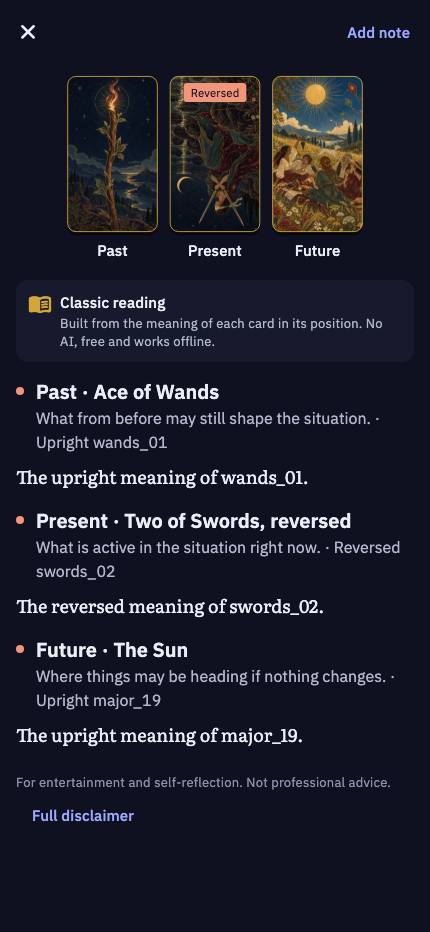 Add note
Reversed
Past
Present
Future
Classic reading
Built from the meaning of each card in its position. No
AI, free and works offline.
Past · Ace of Wands
What from before may still shape the situation. ·
Upright wands_01
The upright meaning of wands_01.
Present · Two of Swords, reversed
What is active in the situation right now. · Reversed
swords_02
The reversed meaning of swords_02.
Future · The Sun
Where things may be heading if nothing changes. ·
Upright major_19
The upright meaning of major_19.
For entertainment and self-reflection. Not professional advice.
Full disclaimer